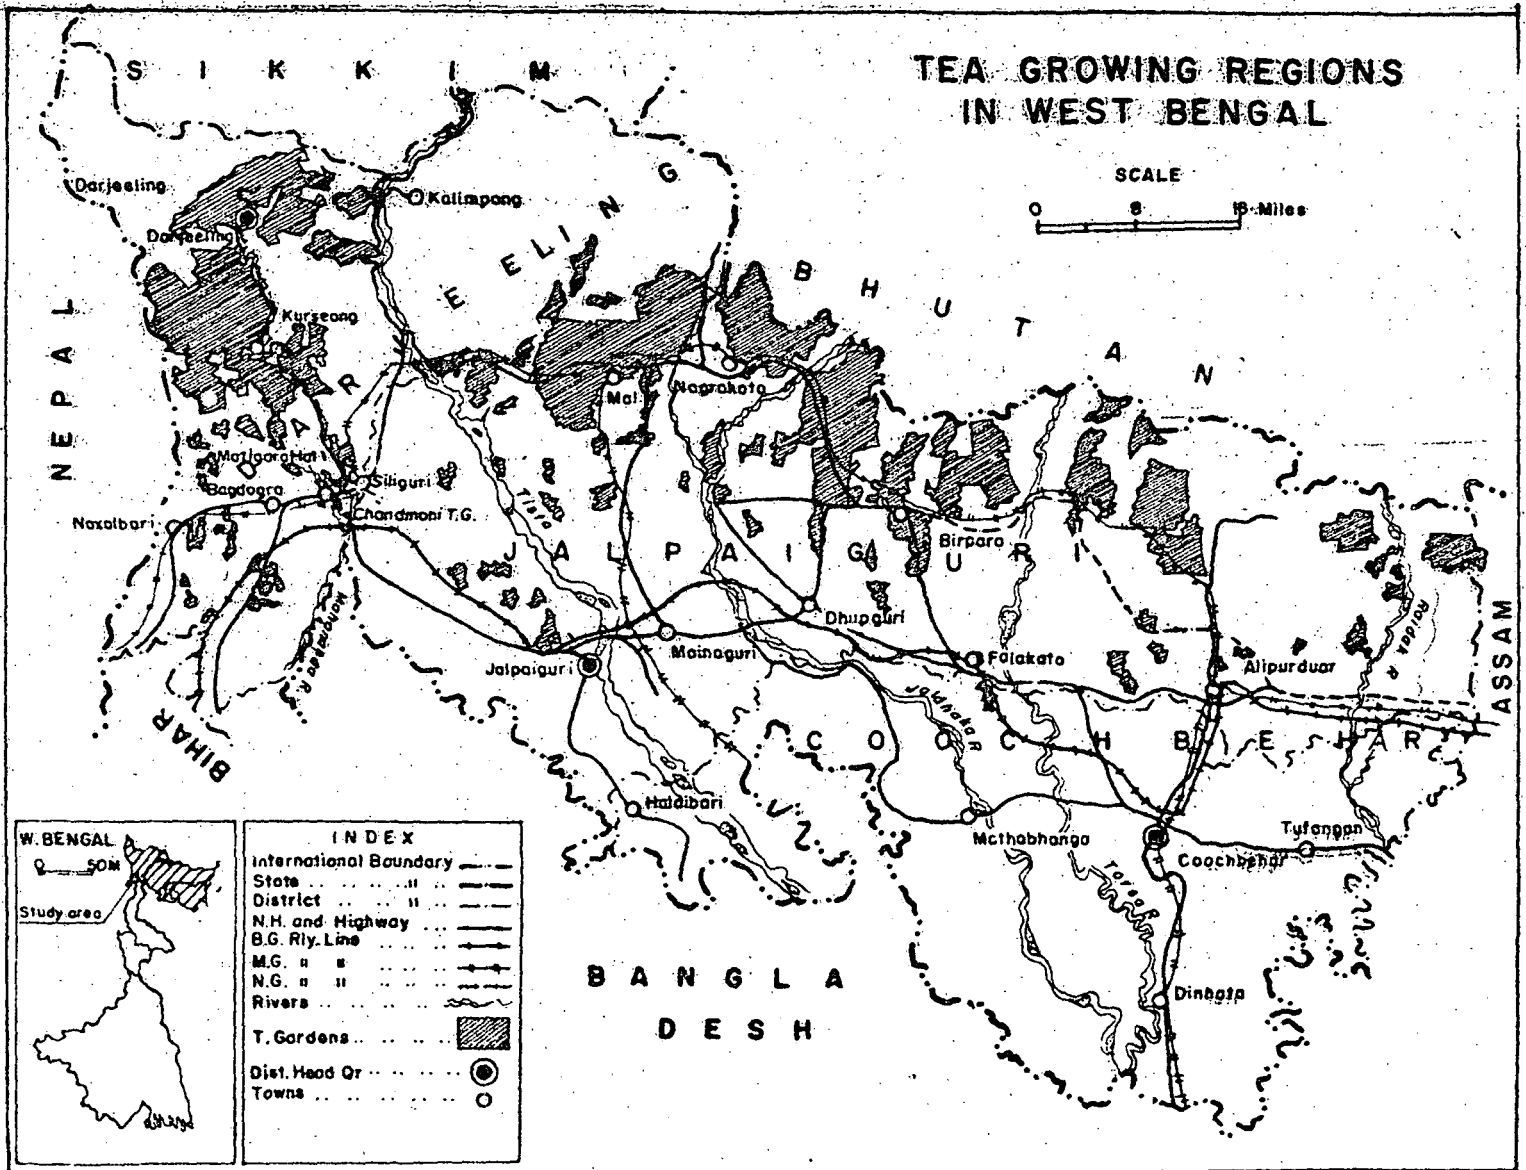 TEA GROWING REGIONS
IN WEST BENGAL
SCALE
0 8 16 Miles
SIKKIM
NEPAL
BHUTAN
ASSAM
BIHAR
BANGLA
DESH
DARJEELING
JALPAIGURI
COOCH BEHAR
Darjeeling
Darjeeling
Kalimpong
Kurseong
Matigara Hat
Bagdogra
Siliguri
Naxalbari
Chandmoni T.G.
Mal
Nagrakata
Tista
Mahananda R
Birpara
Dhupguri
Mainaguri
Jalpaiguri
Falakata
Alipurduar
Raidak R
Jaldhaka R
Haldibari
Mathabhanga
Coochbehar
Tufangan
Torsa R
Dinhata
W. BENGAL
0 50M
Study area
INDEX
International Boundary
State .. .. .. .. " ..
District .. .. .. " ..
N.H. and Highway ...
B.G. Rly. Line .. .. ..
M.G. " " .. .. ..
N.G. " " .. .. ..
Rivers .. .. .. .. ..
T. Gardens .. .. .. ..
Dist. Head Qr .. .. .. ..
Towns .. .. .. .. ..